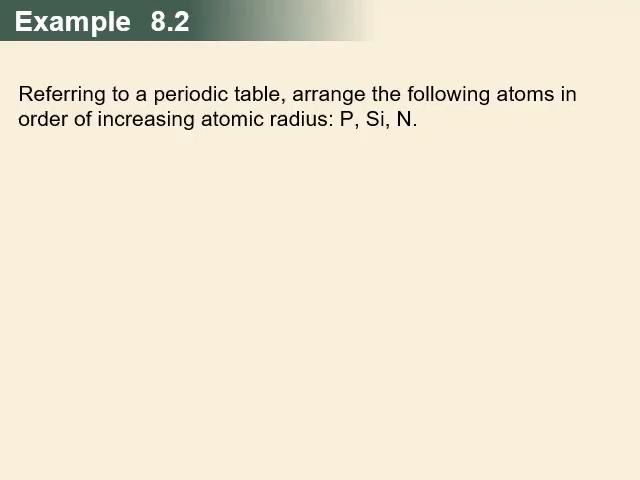 Example 8.2
Referring to a periodic table, arrange the following atoms in
order of increasing atomic radius: P, Si, N.